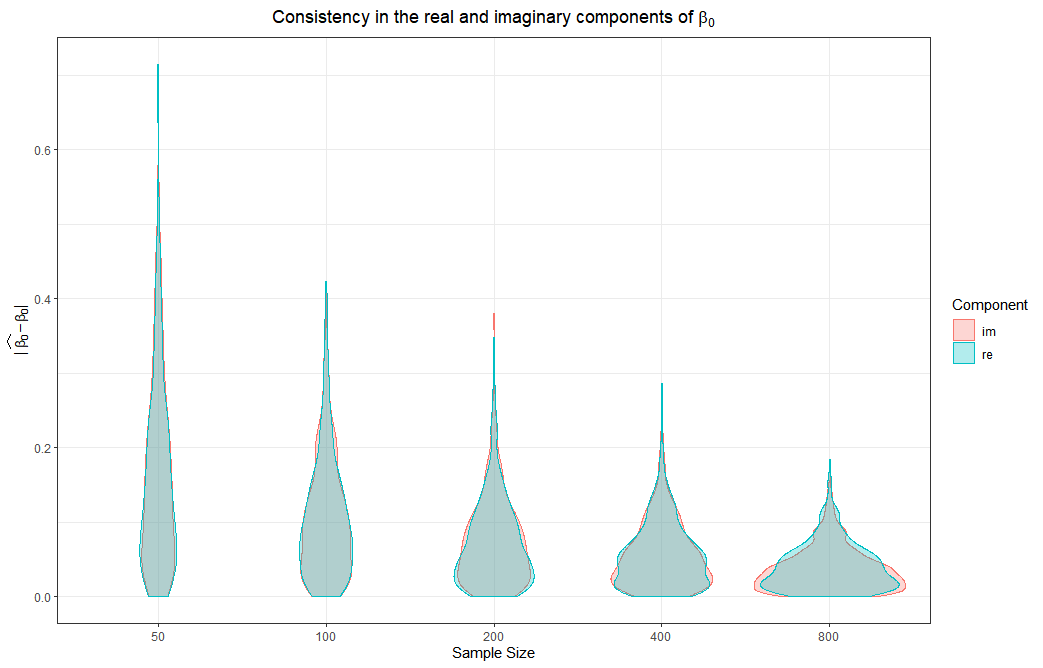 Consistency in the real and imaginary components of β₀
| β̂₀ − β₀|
0.6
0.4
0.2
0.0
50 100 200 400 800
Sample Size
Component
im
re